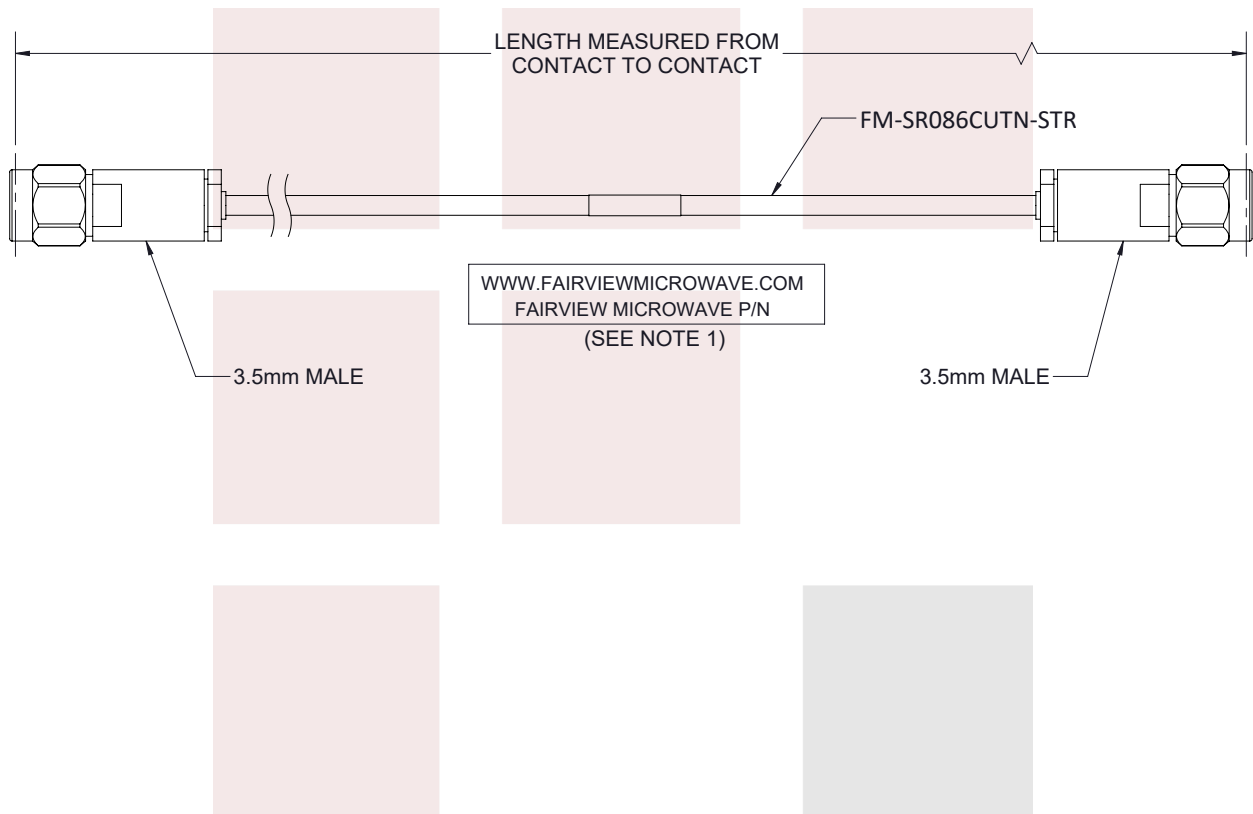 LENGTH MEASURED FROM
CONTACT TO CONTACT
FM-SR086CUTN-STR
WWW.FAIRVIEWMICROWAVE.COM
FAIRVIEW MICROWAVE P/N
(SEE NOTE 1)
3.5mm MALE
3.5mm MALE